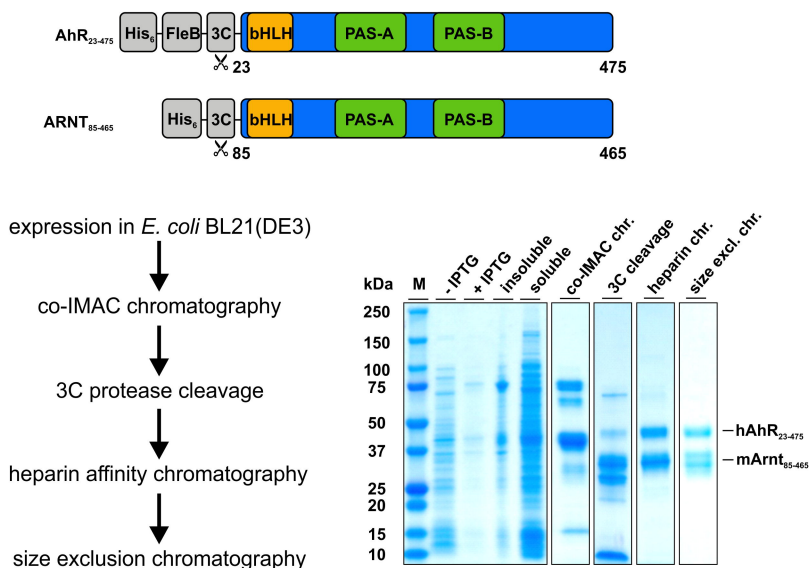 AhR23-475
His6
FleB
3C
bHLH
PAS-A
PAS-B
23
475
ARNT85-465
His6
3C
bHLH
PAS-A
PAS-B
85
465
expression in E. coli BL21(DE3)
co-IMAC chromatography
3C protease cleavage
heparin affinity chromatography
size exclusion chromatography
kDa
M
- IPTG
+ IPTG
insoluble
soluble
co-IMAC chr.
3C cleavage
heparin chr.
size excl. chr.
250
150
100
75
50
37
25
20
15
10
hAhR23-475
mArnt85-465